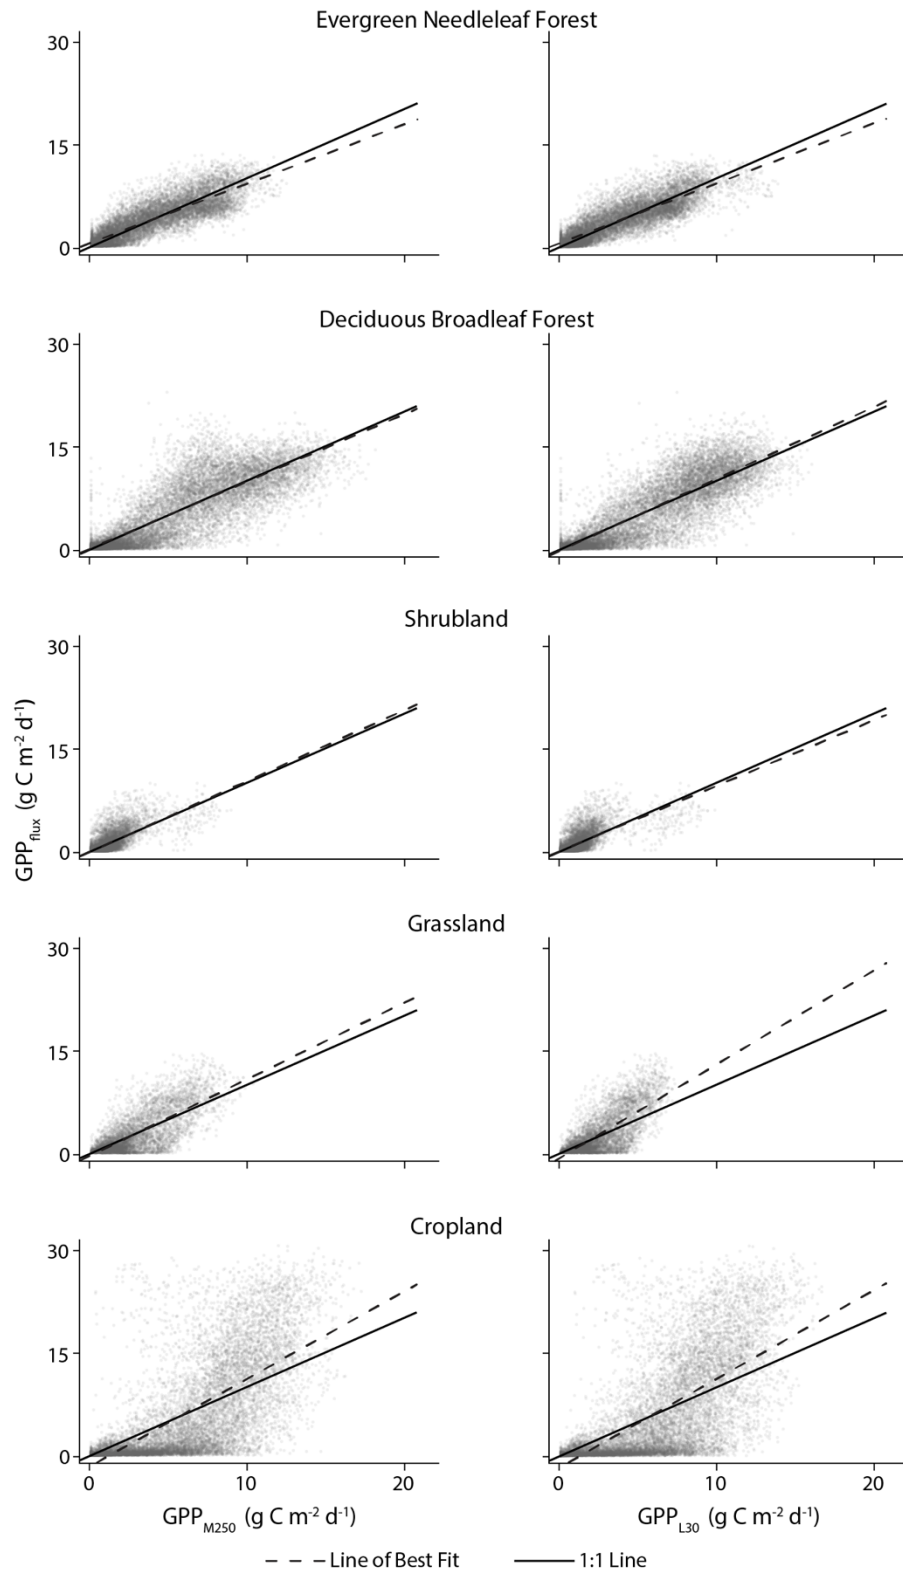 Evergreen Needleleaf Forest
30
15
0
Deciduous Broadleaf Forest
30
15
0
Shrubland
30
15
0
GPPflux (g C m-2 d-1)
Grassland
30
15
0
Cropland
30
15
0
0 10 20 0 10 20
GPPM250 (g C m-2 d-1) GPPL30 (g C m-2 d-1)
Line of Best Fit 1:1 Line